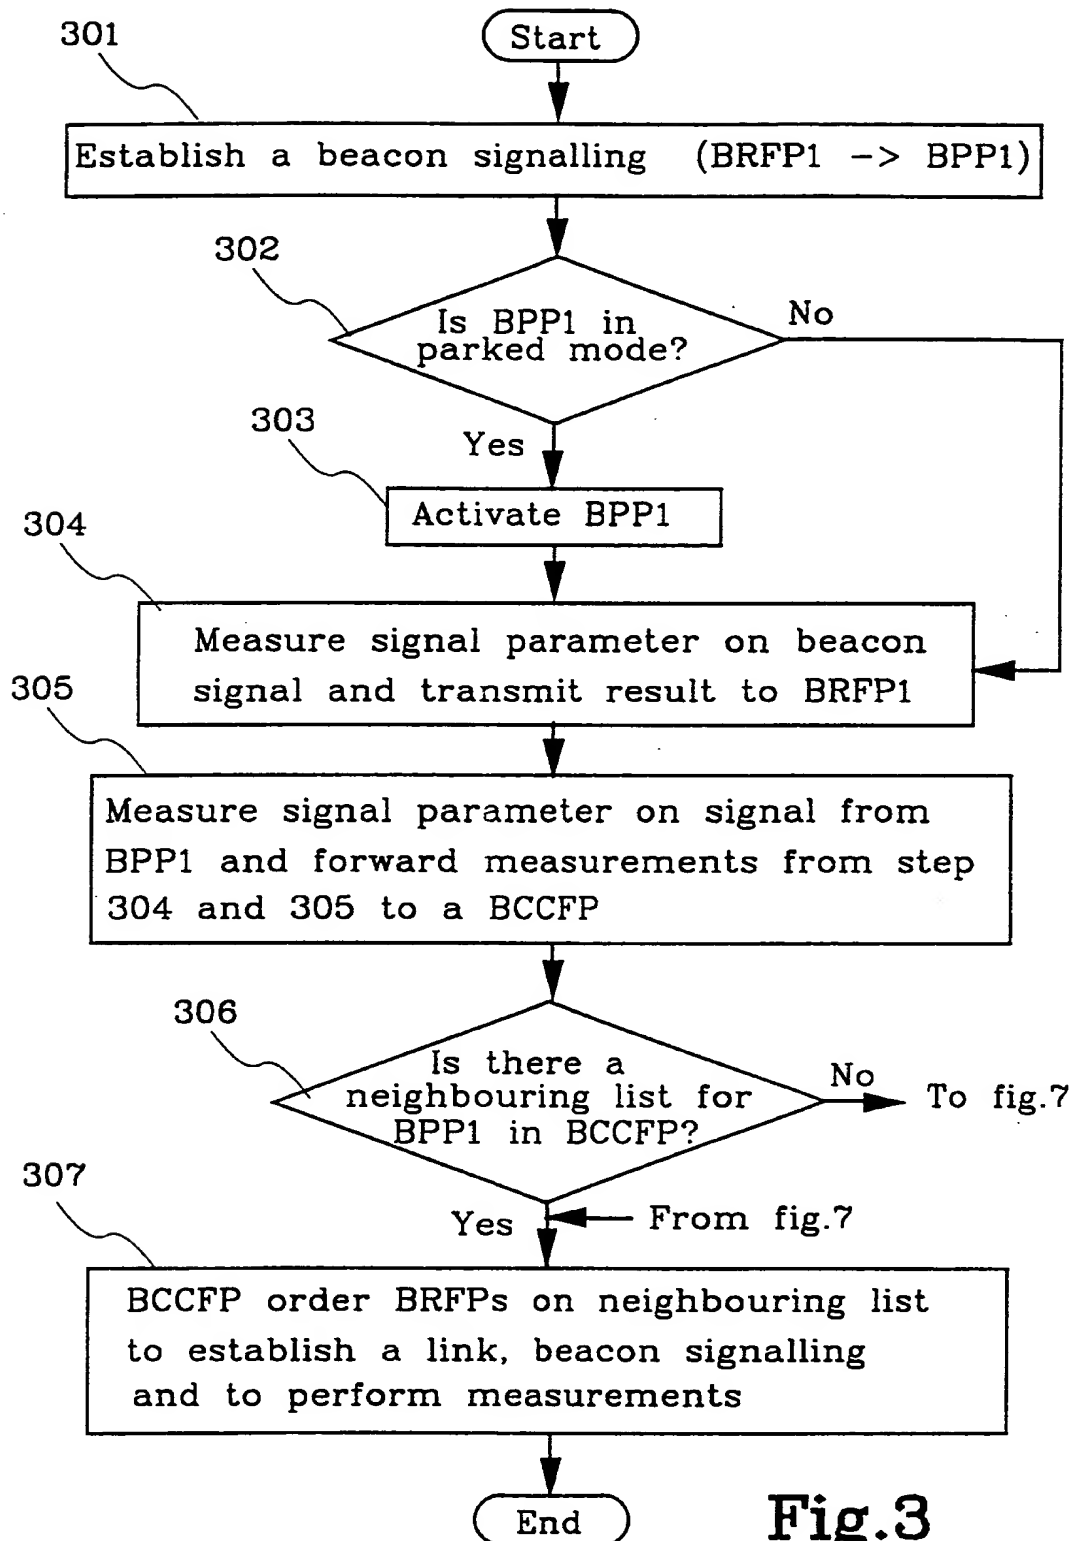 301
Start
Establish a beacon signalling (BRFP1 -> BPP1)
302
Is BPP1 in
parked mode?
No
303
Yes
Activate BPP1
304
Measure signal parameter on beacon
signal and transmit result to BRFP1
305
Measure signal parameter on signal from
BPP1 and forward measurements from step
304 and 305 to a BCCFP
306
Is there a
neighbouring list for
BPP1 in BCCFP?
No
To fig.7
307
Yes
From fig.7
BCCFP order BRFPs on neighbouring list
to establish a link, beacon signalling
and to perform measurements
End
Fig.3